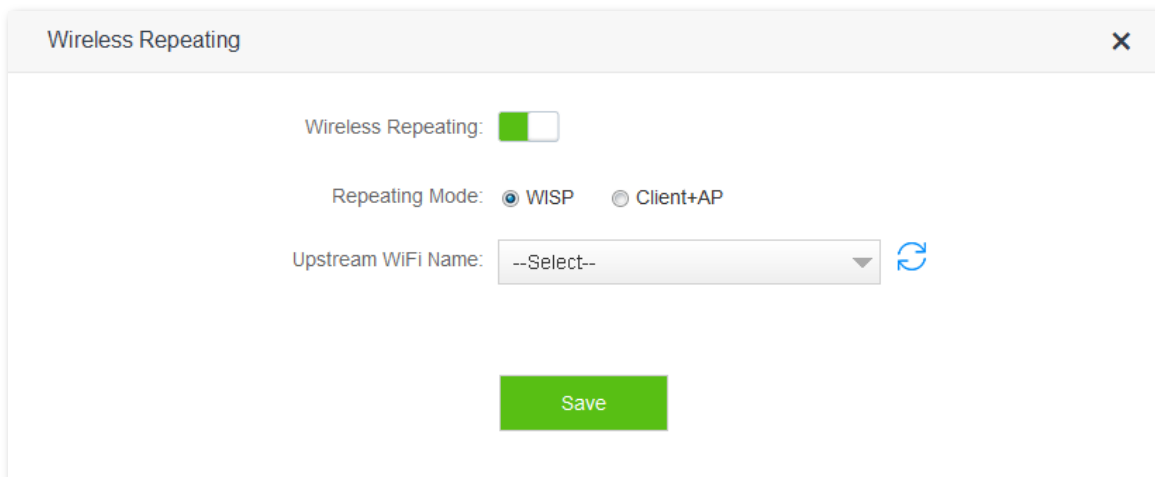 Wireless Repeating
Wireless Repeating:
Repeating Mode: WISP Client+AP
Upstream WiFi Name: --Select--
Save